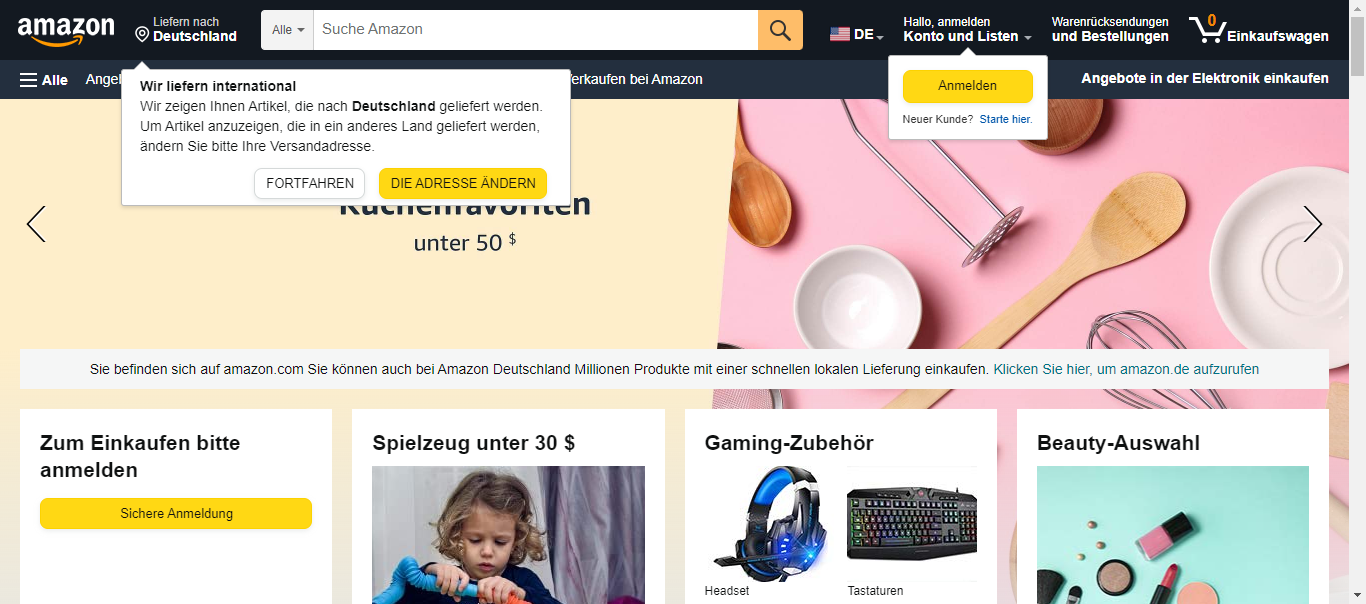 amazon
Liefern nach
Deutschland
Alle
Suche Amazon
DE
Hallo, anmelden
Konto und Listen
Warenrücksendungen
und Bestellungen
0
Einkaufswagen
Alle
Verkaufen bei Amazon
Angebote in der Elektronik einkaufen
Wir liefern international
Wir zeigen Ihnen Artikel, die nach Deutschland geliefert werden.
Um Artikel anzuzeigen, die in ein anderes Land geliefert werden,
ändern Sie bitte Ihre Versandadresse.
FORTFAHREN
DIE ADRESSE ÄNDERN
Anmelden
Neuer Kunde? Starte hier.
Küchenfavoriten
unter 50 $
Sie befinden sich auf amazon.com Sie können auch bei Amazon Deutschland Millionen Produkte mit einer schnellen lokalen Lieferung einkaufen. Klicken Sie hier, um amazon.de aufzurufen
Zum Einkaufen bitte
anmelden
Sichere Anmeldung
Spielzeug unter 30 $
Gaming-Zubehör
Headset
Tastaturen
Beauty-Auswahl